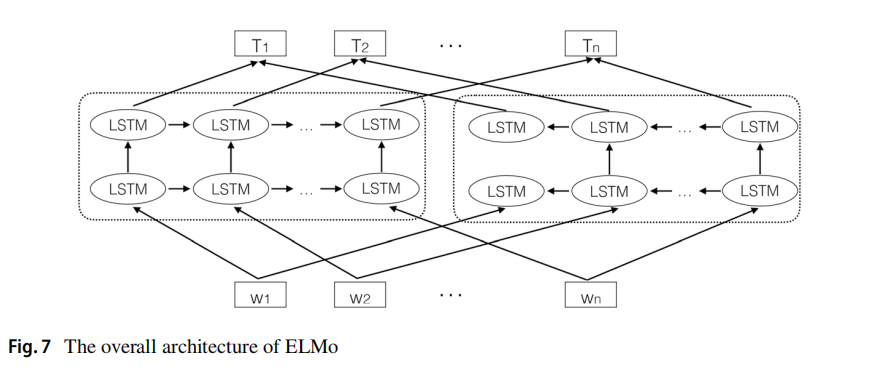 T1 T2 ... Tn
LSTM LSTM ... LSTM LSTM LSTM ... LSTM
LSTM LSTM ... LSTM LSTM LSTM ... LSTM
w1 w2 ... wn
Fig. 7 The overall architecture of ELMo